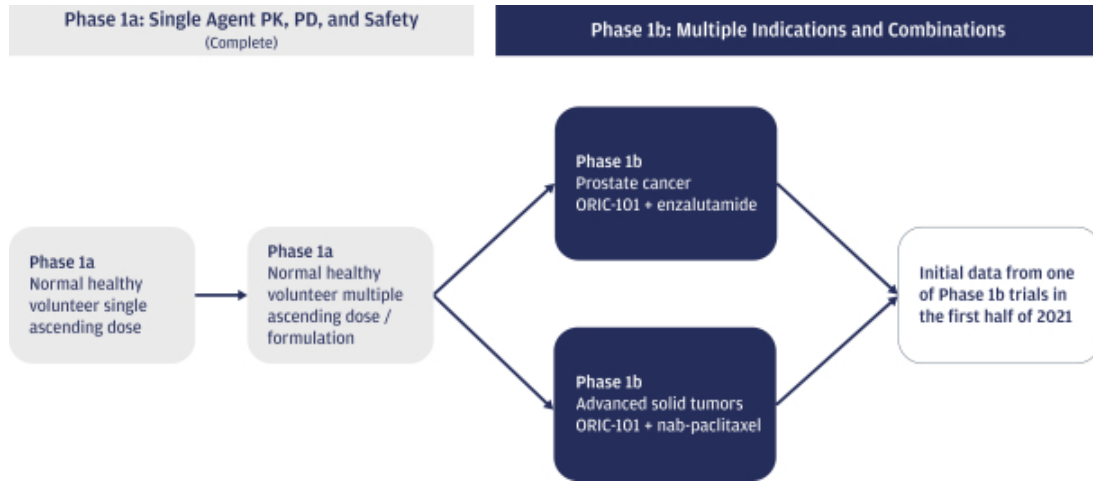 Phase 1a: Single Agent PK, PD, and Safety
(Complete)
Phase 1b: Multiple Indications and Combinations
Phase 1a
Normal healthy
volunteer single
ascending dose
Phase 1a
Normal healthy
volunteer multiple
ascending dose /
formulation
Phase 1b
Prostate cancer
ORIC-101 + enzalutamide
Phase 1b
Advanced solid tumors
ORIC-101 + nab-paclitaxel
Initial data from one
of Phase 1b trials in
the first half of 2021